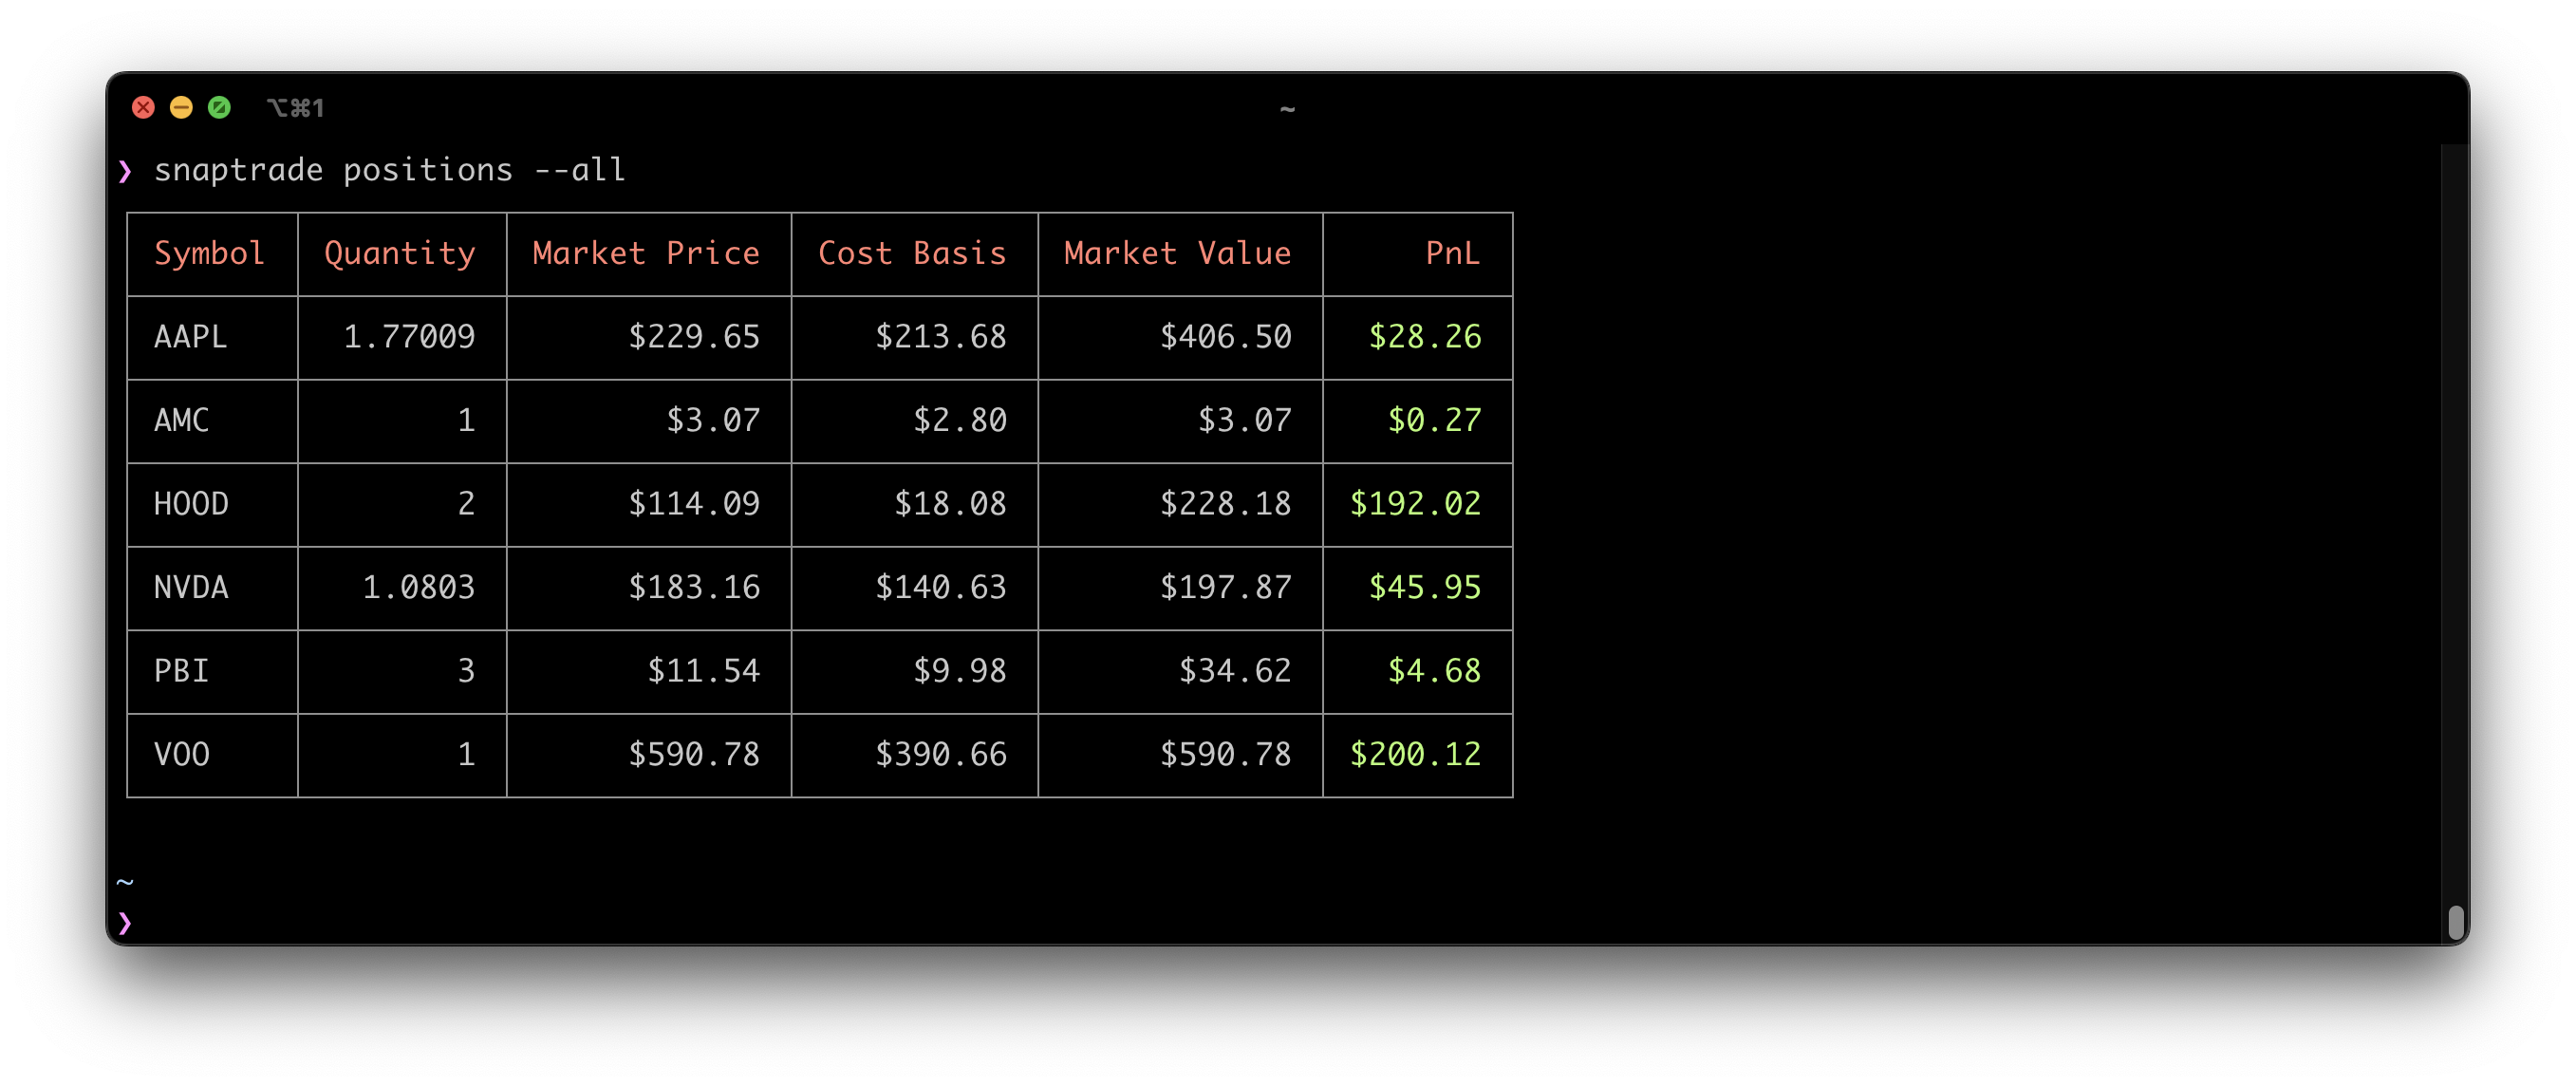 ⌥⌘1 ~
❯ snaptrade positions --all
Symbol Quantity Market Price Cost Basis Market Value PnL
AAPL 1.77009 $229.65 $213.68 $406.50 $28.26
AMC 1 $3.07 $2.80 $3.07 $0.27
HOOD 2 $114.09 $18.08 $228.18 $192.02
NVDA 1.0803 $183.16 $140.63 $197.87 $45.95
PBI 3 $11.54 $9.98 $34.62 $4.68
VOO 1 $590.78 $390.66 $590.78 $200.12
~
❯